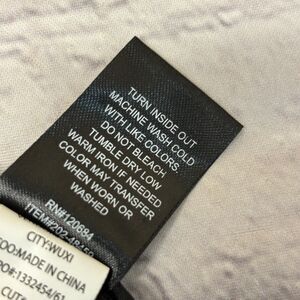 TURN INSIDE OUT
MACHINE WASH COLD
WITH LIKE COLORS.
DO NOT BLEACH
TUMBLE DRY LOW
WARM IRON IF NEEDED
COLOR MAY TRANSFER
WHEN WORN OR
WASHED
RN#120684
CITY:WUXI
MADE IN CHINA